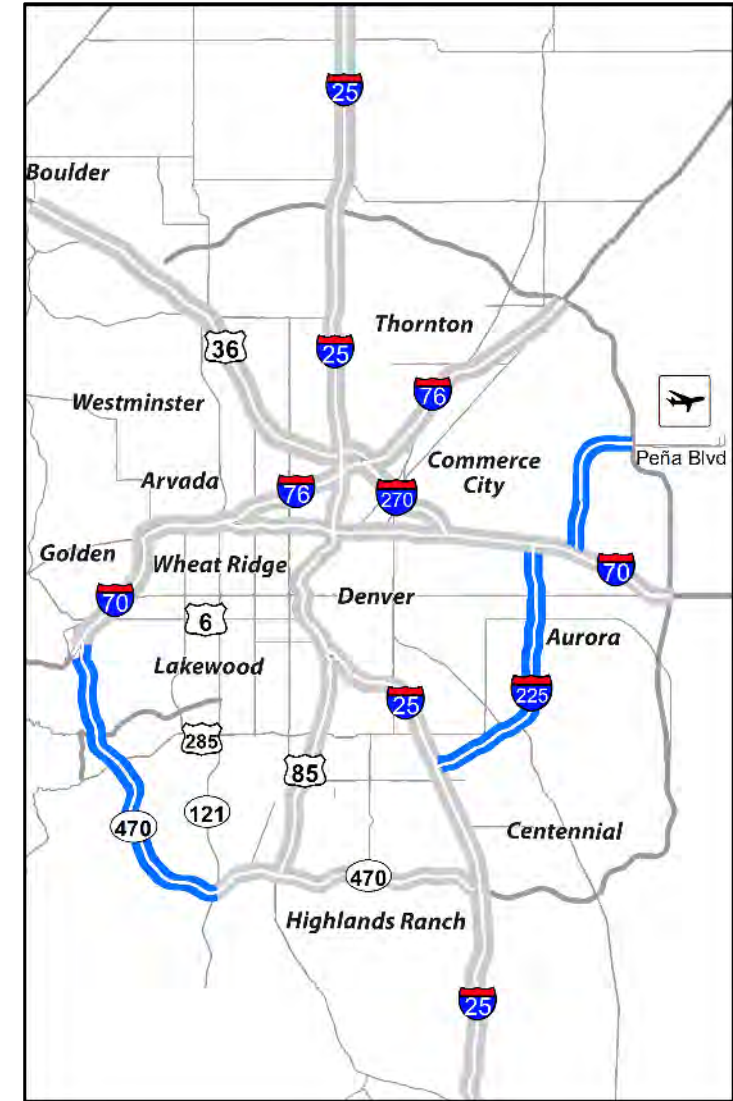 25
Boulder
Thornton
36
25
76
Westminster
Peña Blvd
Commerce
City
Arvada
76
270
Golden
Wheat Ridge
70
70
Denver
6
Aurora
Lakewood
225
25
285
85
121
470
Centennial
470
Highlands Ranch
25